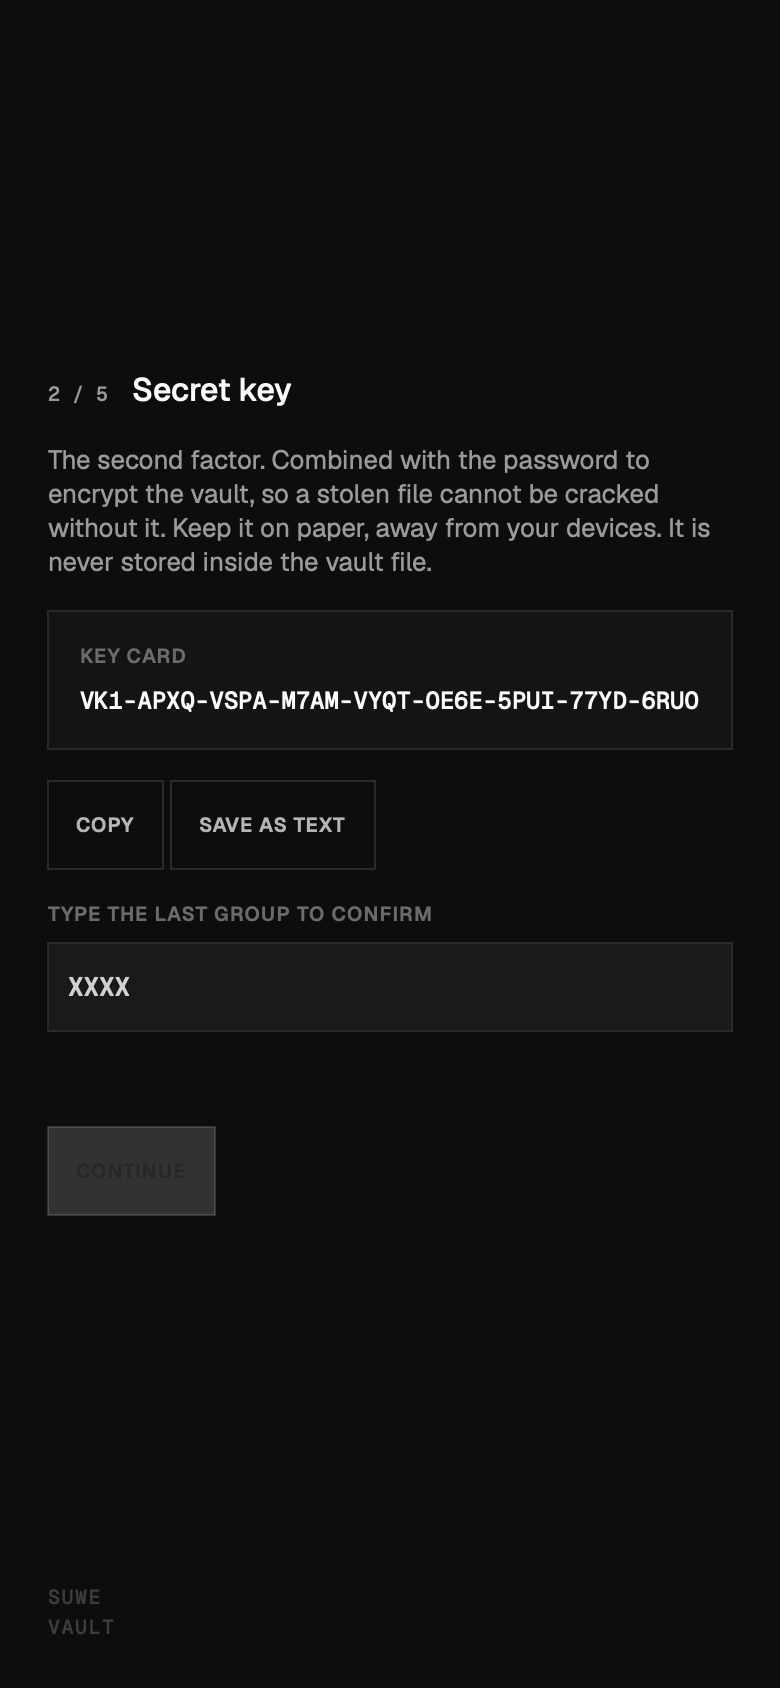 2 / 5 Secret key
The second factor. Combined with the password to
encrypt the vault, so a stolen file cannot be cracked
without it. Keep it on paper, away from your devices. It is
never stored inside the vault file.
KEY CARD
VK1-APXQ-VSPA-M7AM-VYQT-OE6E-5PUI-77YD-6RUO
COPY SAVE AS TEXT
TYPE THE LAST GROUP TO CONFIRM
XXXX
CONTINUE
SUWE
VAULT